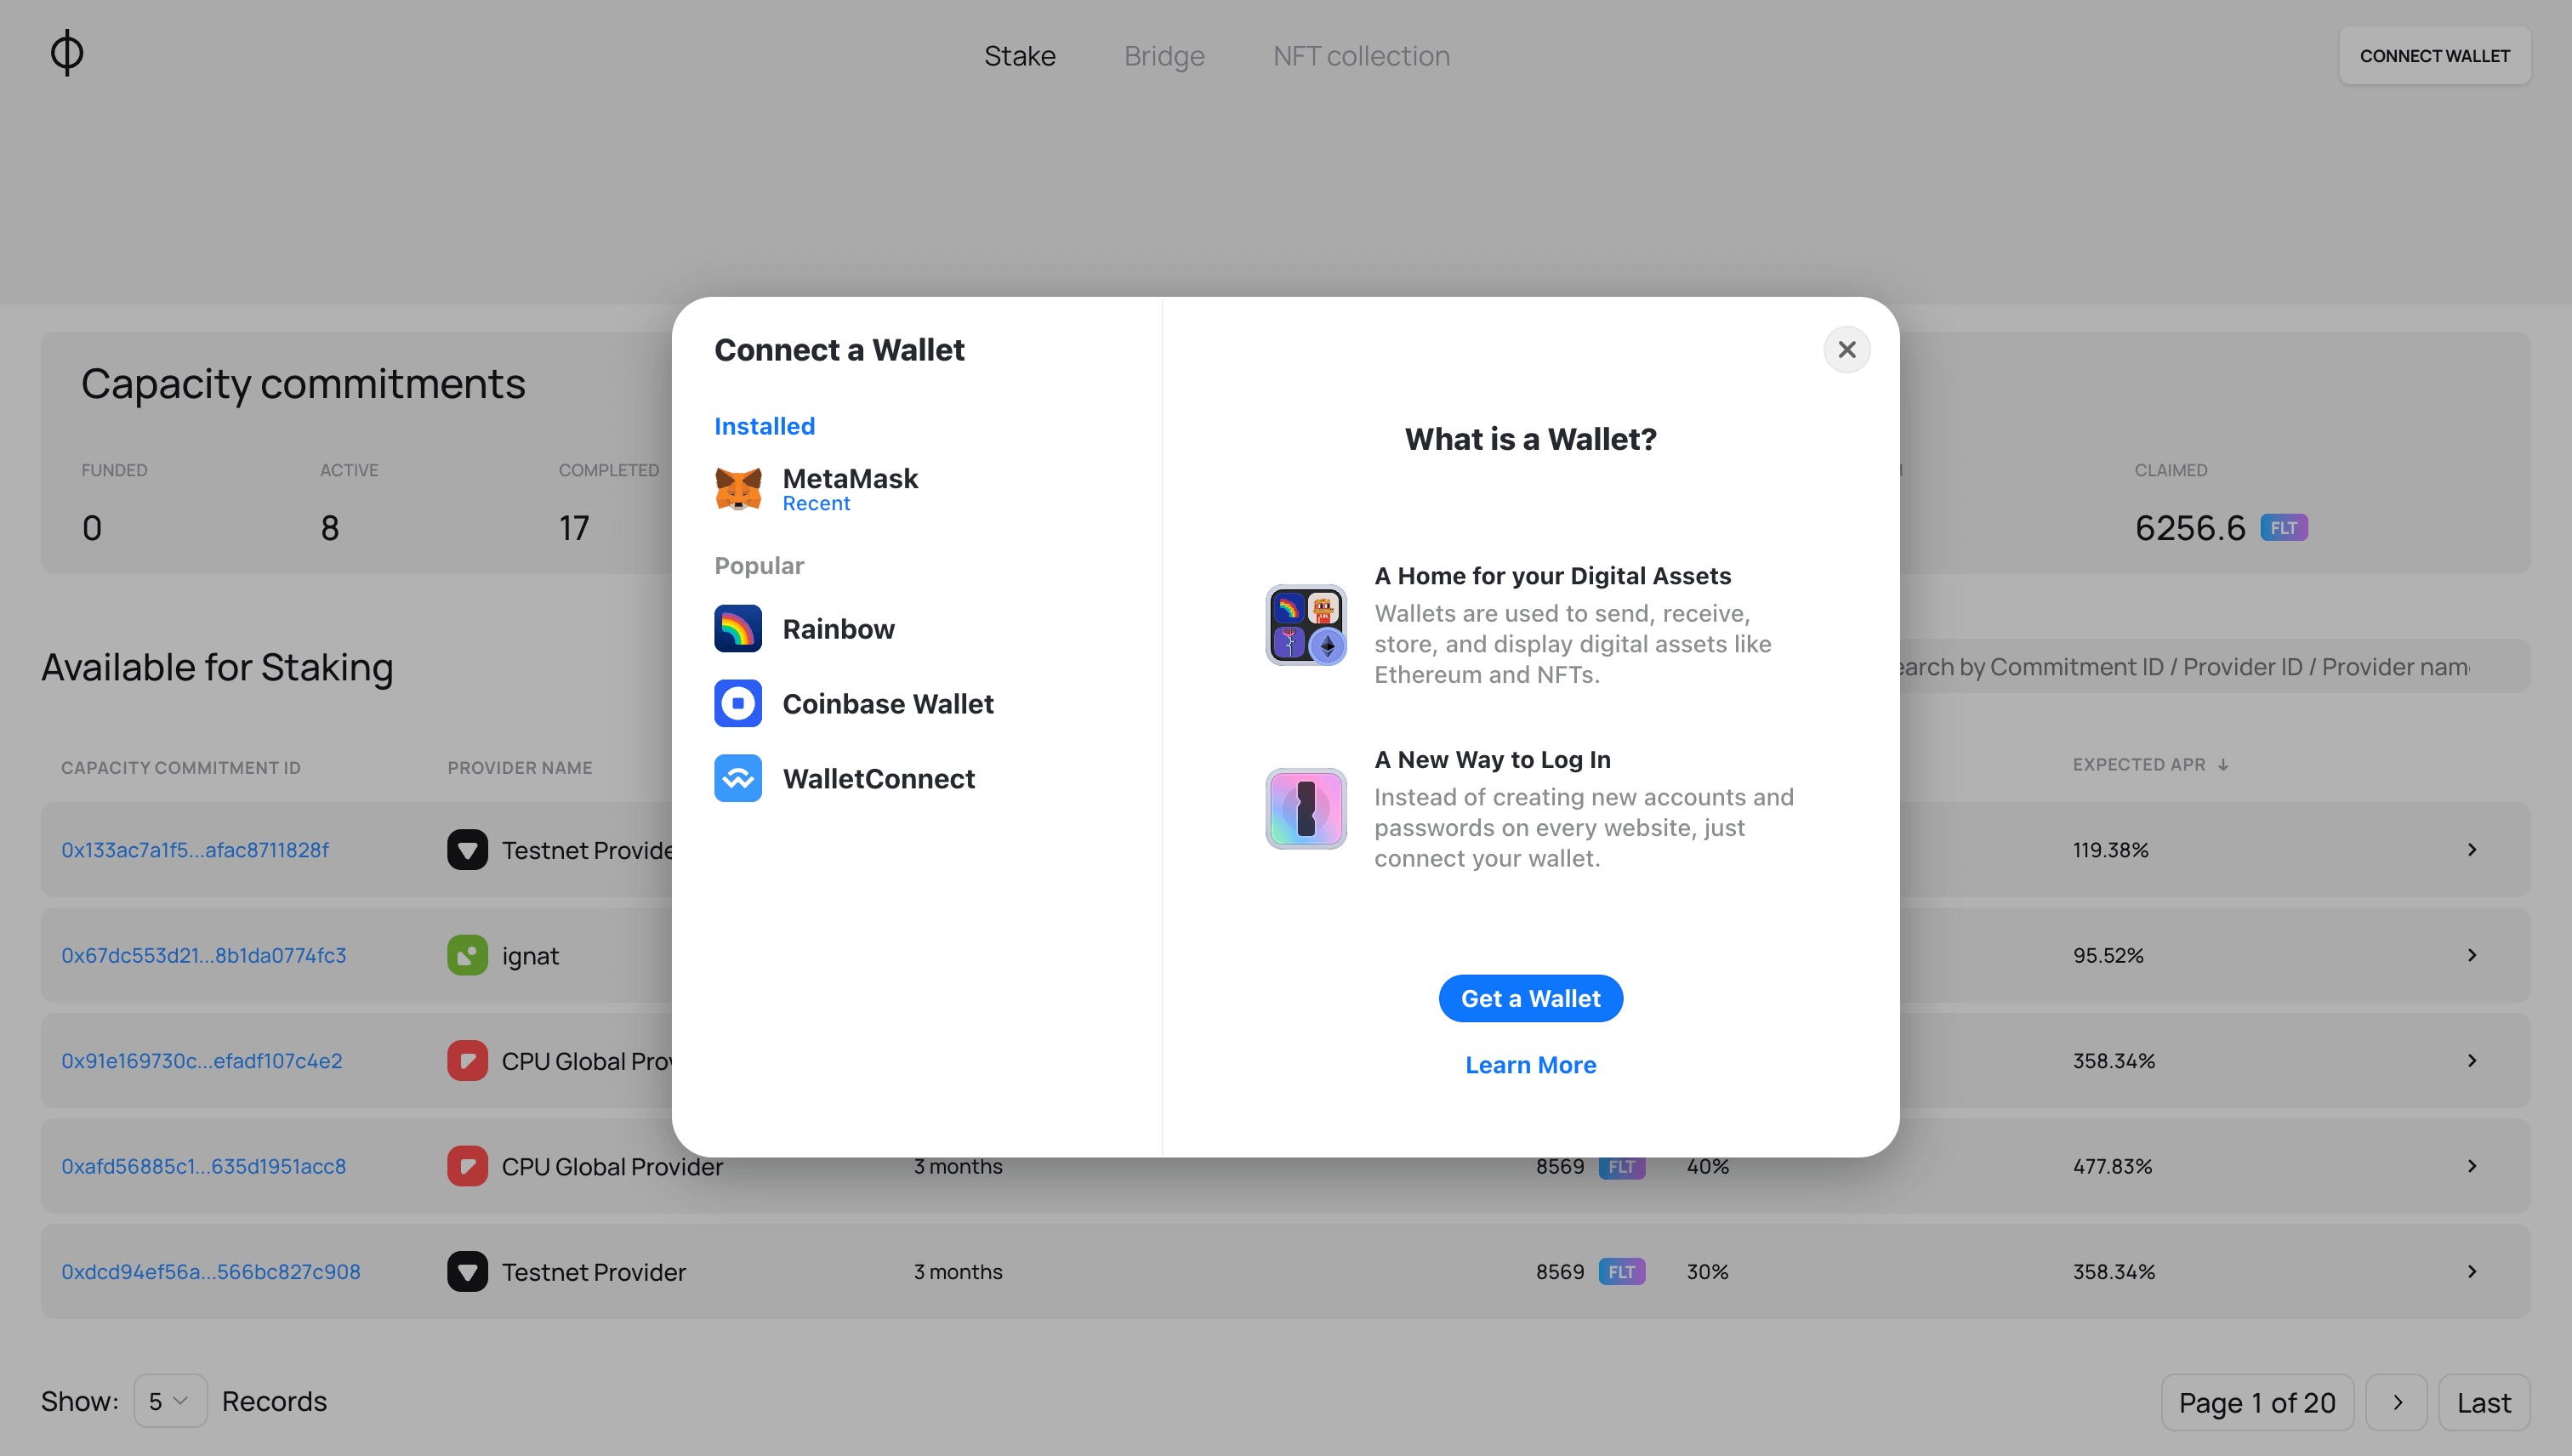 Stake
Bridge
NFT collection
CONNECT WALLET
Capacity commitments
FUNDED
ACTIVE
COMPLETED
CLAIMED
0
8
17
6256.6 FLT
Connect a Wallet
Installed
MetaMask
Recent
Popular
Rainbow
Coinbase Wallet
WalletConnect
What is a Wallet?
A Home for your Digital Assets
Wallets are used to send, receive,
store, and display digital assets like
Ethereum and NFTs.
A New Way to Log In
Instead of creating new accounts and
passwords on every website, just
connect your wallet.
Get a Wallet
Learn More
Available for Staking
by Commitment ID / Provider ID / Provider
CAPACITY COMMITMENT ID
PROVIDER NAME
EXPECTED APR ↓
0x133ac7a1f5...afac8711828f
Testnet
119.38%
0x67dc553d21...8b1da0774fc3
ignat
95.52%
0x91e169730c...efadf107c4e2
CPU Global
358.34%
0xafd56885c1...635d1951acc8
CPU Global Provider
3 months
8569 FLT
40%
477.83%
0xdcd94ef56a...566bc827c908
Testnet Provider
3 months
8569 FLT
30%
358.34%
Show: 5 Records
Page 1 of 20
Last